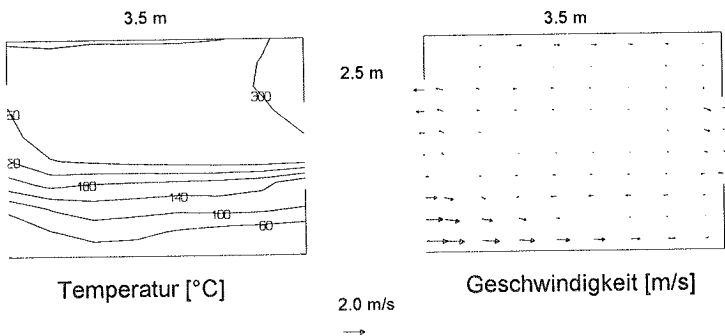 3.5 m
3.5 m
2.5 m
300
180
140
100
60
Temperatur [°C]
Geschwindigkeit [m/s]
2.0 m/s